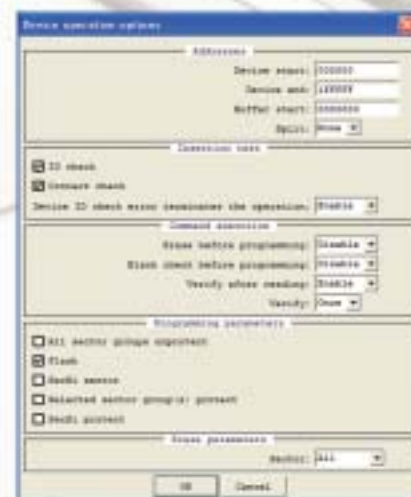 Device operation options
Addresses
Device start: 000000
Device end: 1FFFFF
Buffer start: 0000000
Split: None
Insertion test
ID check
Contact check
Device ID check error terminates the operation: Enable
Command execution
Erase before programming: Disable
Blank check before programming: Disable
Verify after reading: Enable
Verify: Once
Programming parameters
All sector groups unprotect
Flash
SecSi sector
Selected sector group(s) protect
SecSi protect
Erase parameters
Sector: All
OK Cancel